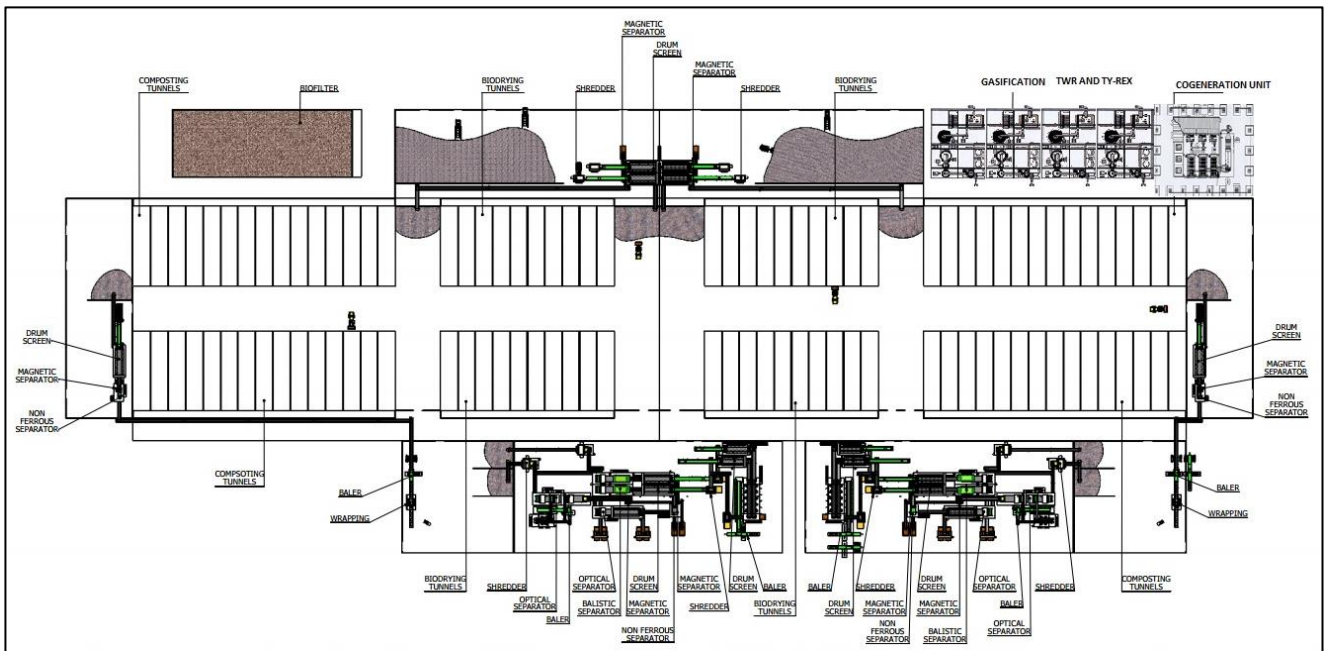 MAGNETIC
SEPARATOR
DRUM
SCREEN
MAGNETIC
SEPARATOR
COMPOSTING
TUNNELS
BIOFILTER
BIODRYING
TUNNELS
SHREDDER
SHREDDER
BIODRYING
TUNNELS
GASIFICATION TWR AND TY-REX
COGENERATION UNIT
DRUM
SCREEN
MAGNETIC
SEPARATOR
NON
FERROUS
SEPARATOR
DRUM
SCREEN
MAGNETIC
SEPARATOR
NON
FERROUS
SEPARATOR
COMPSOTING
TUNNELS
BALER
WRAPPING
BALER
WRAPPING
BIODRYING
TUNNELS
SHREDDER
OPTICAL
SEPARATOR
BALER
OPTICAL
SEPARATOR
BALISTIC
SEPARATOR
DRUM
SCREEN
MAGNETIC
SEPARATOR
NON FERROUS
SEPARATOR
MAGNETIC
SEPARATOR
SHREDDER
DRUM
SCREEN
BALER
BIODRYING
TUNNELS
BALER
DRUM
SCREEN
SHREDDER
MAGNETIC
SEPARATOR
NON
FERROUS
SEPARATOR
DRUM
SCREEN
MAGNETIC
SEPARATOR
BALISTIC
SEPARATOR
OPTICAL
SEPARATOR
BALER
OPTICAL
SEPARATOR
SHREDDER
COMPOSTING
TUNNELS